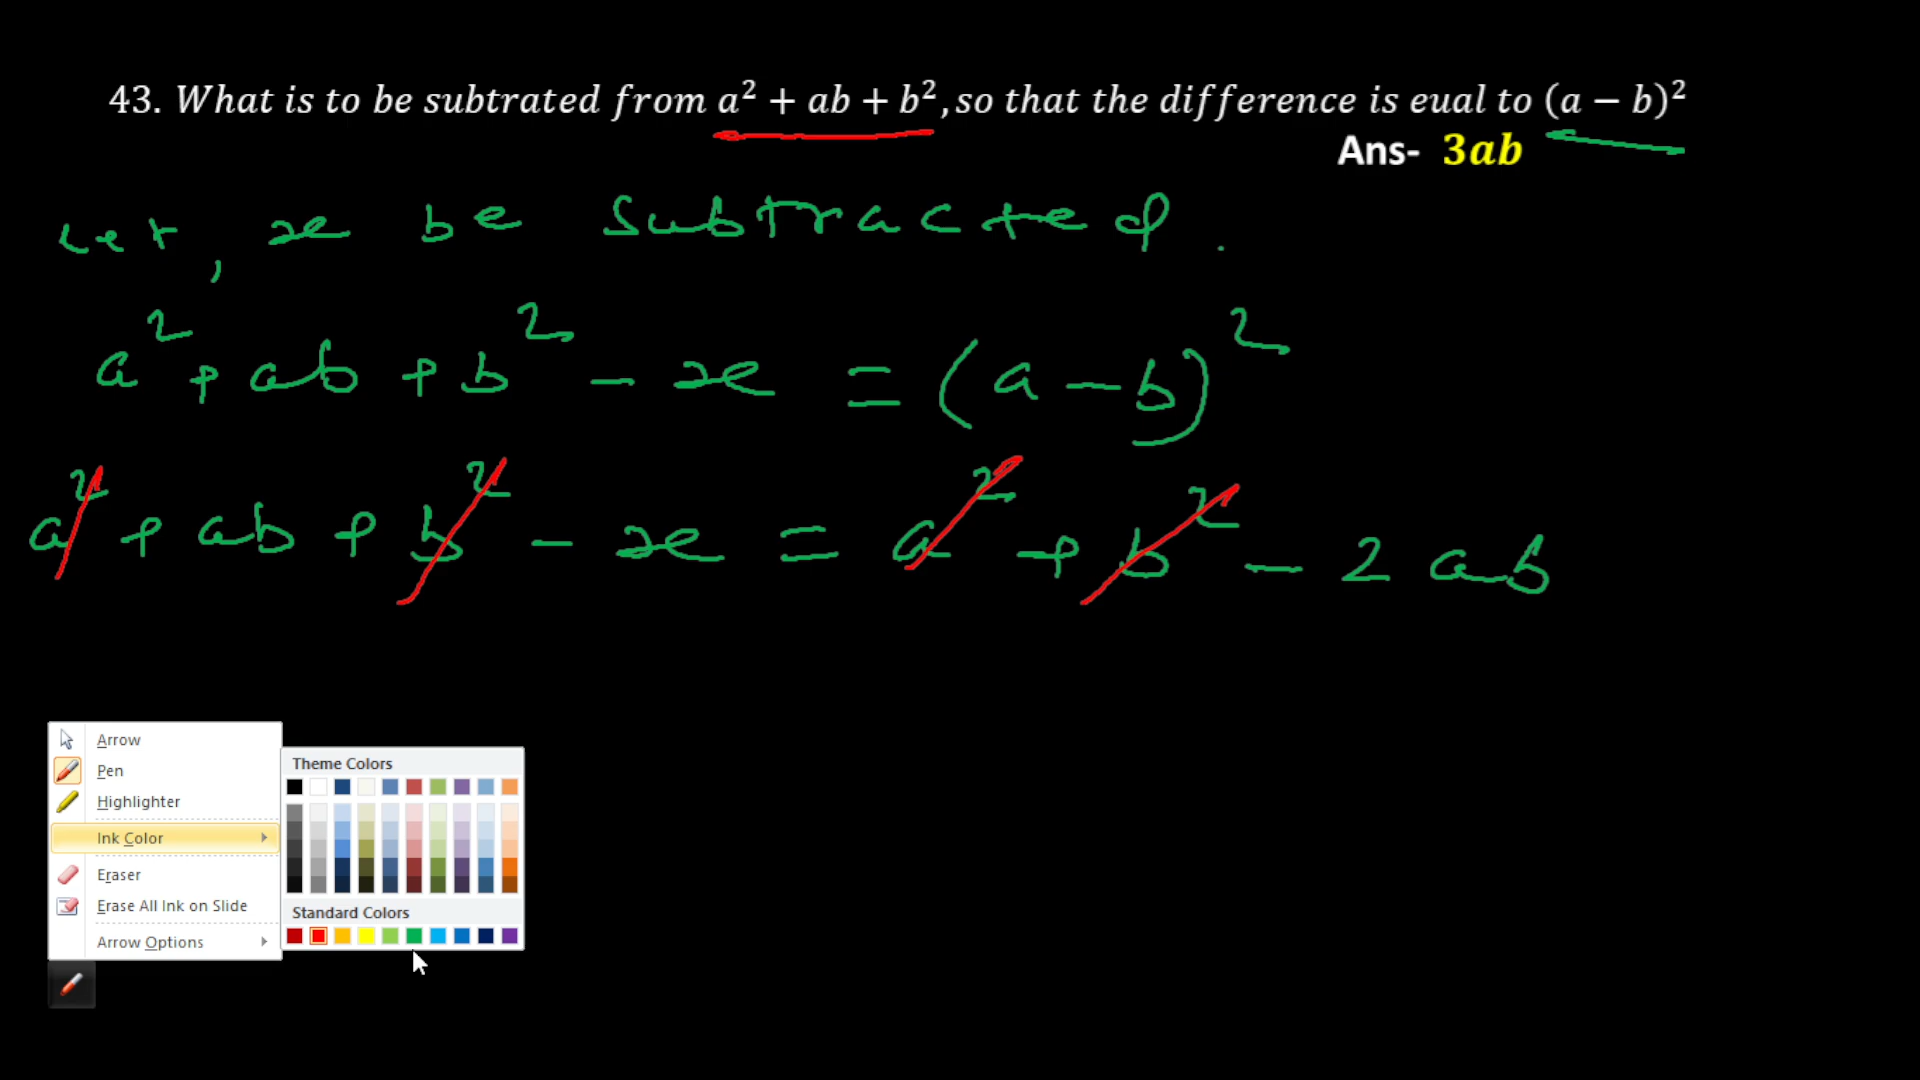 43. What is to be subtrated from a² + ab + b², so that the difference is eual to (a − b)²
Ans- 3ab
Let, x be subtracted.
a² + ab + b² - x = (a - b)²
a² + ab + b² - x = a² + b² - 2ab
Arrow
Pen
Highlighter
Ink Color
Eraser
Erase All Ink on Slide
Arrow Options
Theme Colors
Standard Colors